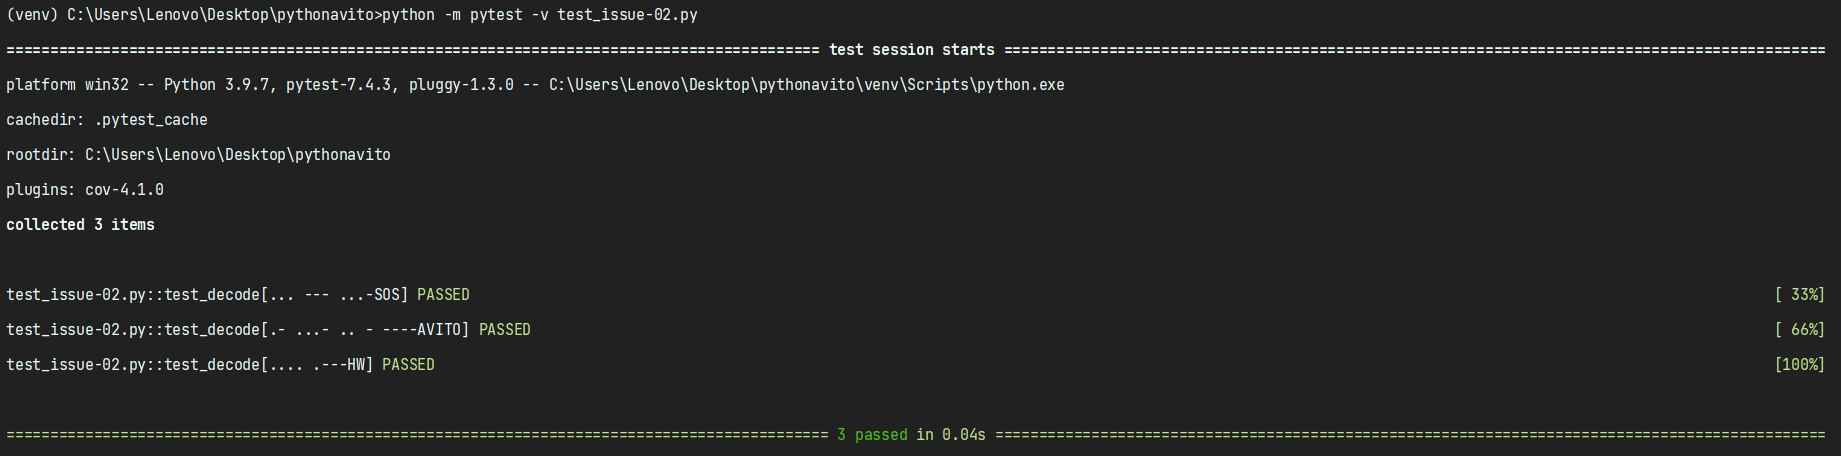 (venv) C:\Users\Lenovo\Desktop\pythonavito>python -m pytest -v test_issue-02.py
============================================================================================= test session starts ==============================================================================================
platform win32 -- Python 3.9.7, pytest-7.4.3, pluggy-1.3.0 -- C:\Users\Lenovo\Desktop\pythonavito\venv\Scripts\python.exe
cachedir: .pytest_cache
rootdir: C:\Users\Lenovo\Desktop\pythonavito
plugins: cov-4.1.0
collected 3 items
test_issue-02.py::test_decode[... --- ...-SOS] PASSED [ 33%]
test_issue-02.py::test_decode[.- ...- .. - ----AVITO] PASSED [ 66%]
test_issue-02.py::test_decode[.... .---HW] PASSED [100%]
============================================================================================== 3 passed in 0.04s ===============================================================================================